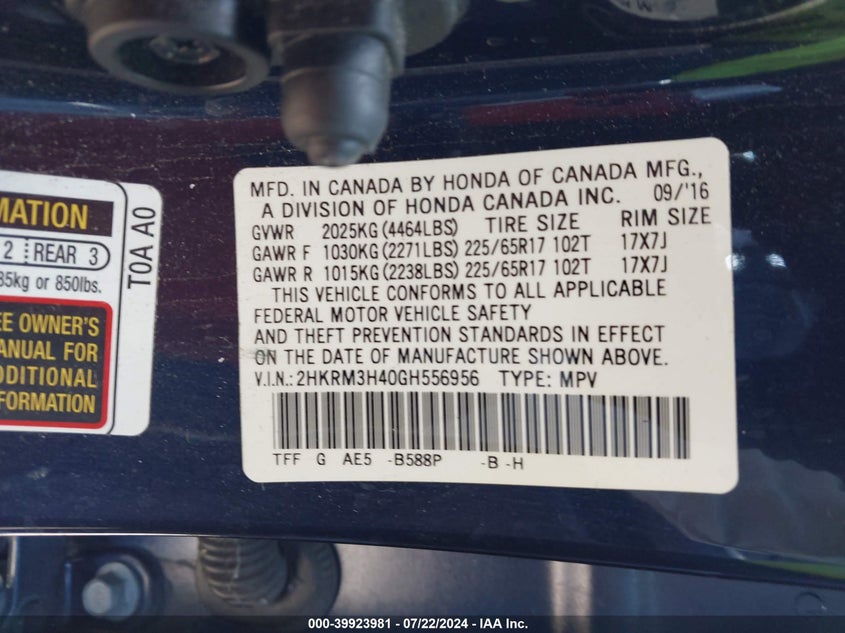 MATION
2 REAR 3
85kg or 850lbs.
EE OWNER'S
ANUAL FOR
DDITIONAL
FORMATION
T0A A0
MFD. IN CANADA BY HONDA OF CANADA MFG.,
A DIVISION OF HONDA CANADA INC. 09/'16
GVWR 2025KG (4464LBS) TIRE SIZE RIM SIZE
GAWR F 1030KG (2271LBS) 225/65R17 102T 17X7J
GAWR R 1015KG (2238LBS) 225/65R17 102T 17X7J
THIS VEHICLE CONFORMS TO ALL APPLICABLE
FEDERAL MOTOR VEHICLE SAFETY
AND THEFT PREVENTION STANDARDS IN EFFECT
ON THE DATE OF MANUFACTURE SHOWN ABOVE.
V.I.N.: 2HKRM3H40GH556956 TYPE: MPV
TFF G AE5 -B588P -B -H
000-39923981 - 07/22/2024 - IAA Inc.